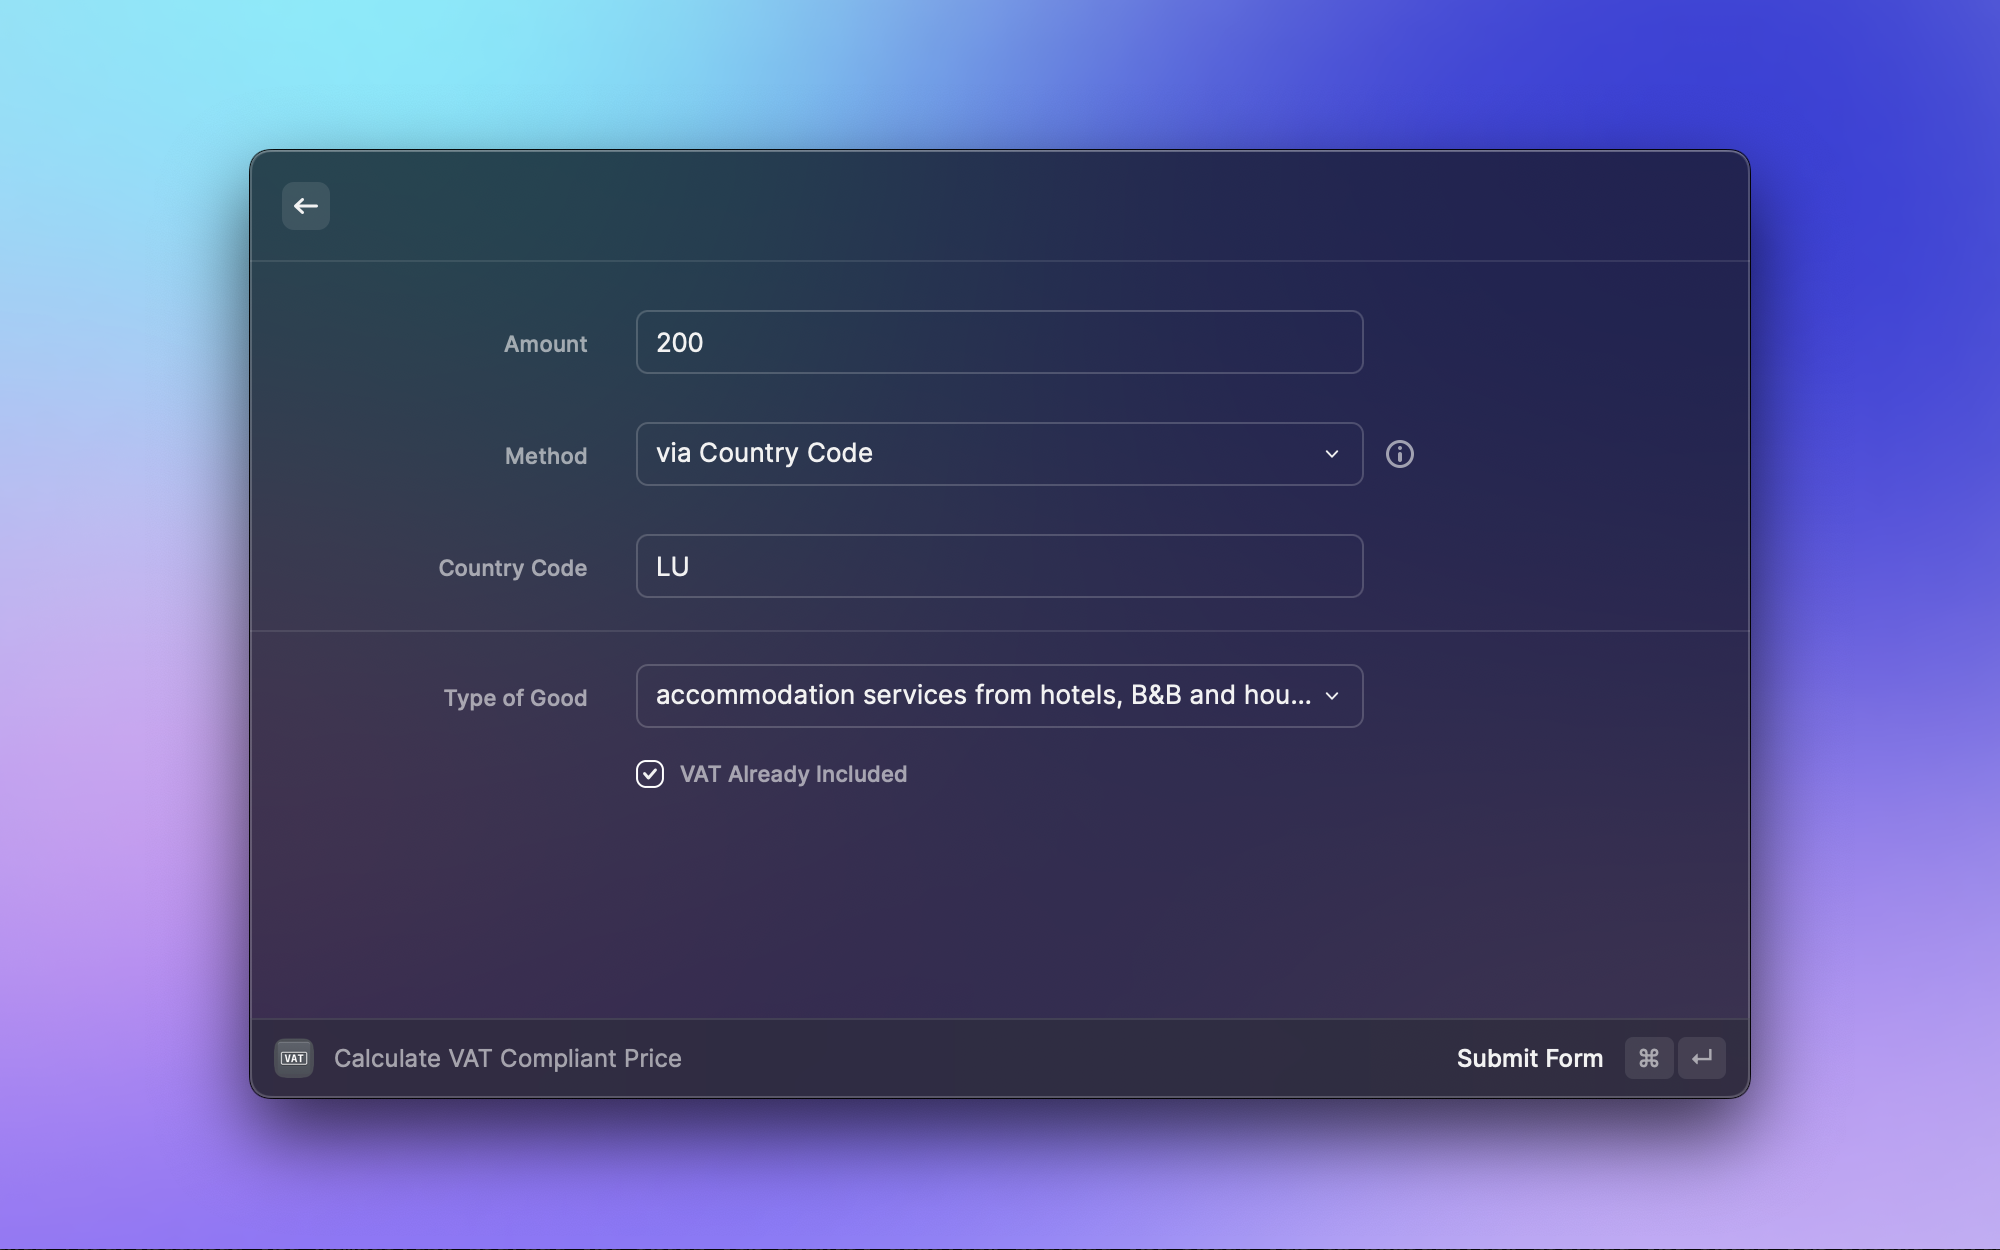 Amount
200
Method
via Country Code
Country Code
LU
Type of Good
accommodation services from hotels, B&B and hou...
VAT Already Included
VAT
Calculate VAT Compliant Price
Submit Form ⌘ ↵